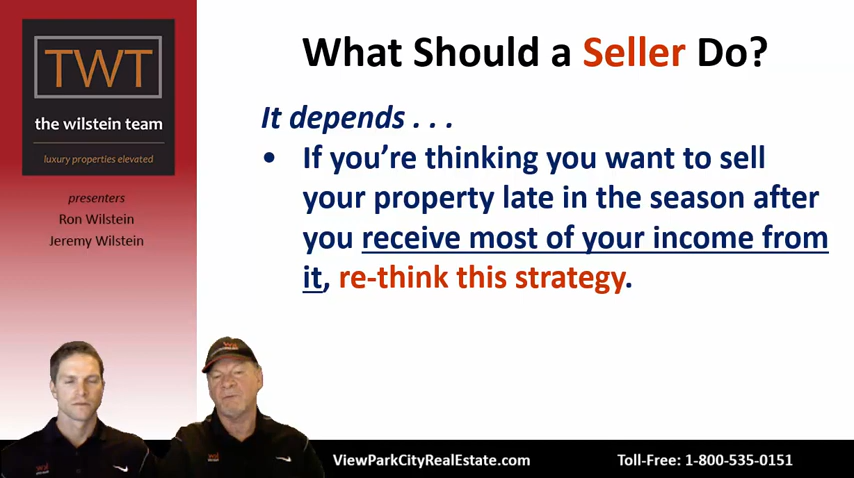 TWT
the wilstein team
luxury properties elevated
presenters
Ron Wilstein
Jeremy Wilstein
What Should a Seller Do?
It depends . . .
• If you're thinking you want to sell
your property late in the season after
you receive most of your income from
it, re-think this strategy.
ViewParkCityRealEstate.com
Toll-Free: 1-800-535-0151